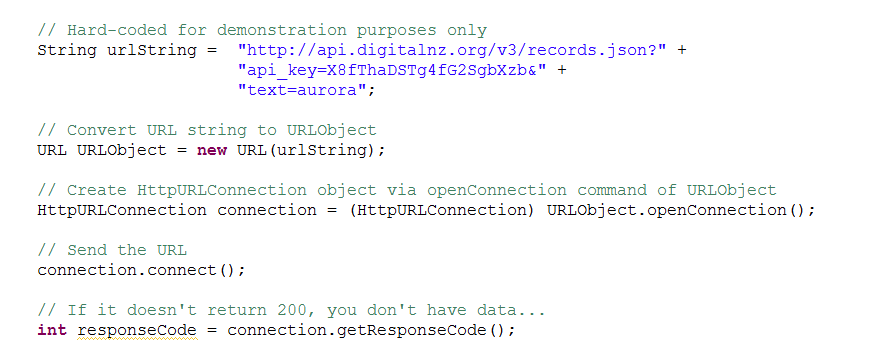 // Hard-coded for demonstration purposes only
String urlString =  "http://api.digitalnz.org/v3/records.json?" +
                    "api_key=X8fThaDSTg4fG2SgbXzb&" +
                    "text=aurora";
// Convert URL string to URLObject
URL URLObject = new URL(urlString);
// Create HttpURLConnection object via openConnection command of URLObject
HttpURLConnection connection = (HttpURLConnection) URLObject.openConnection();
// Send the URL
connection.connect();
// If it doesn't return 200, you don't have data...
int responseCode = connection.getResponseCode();